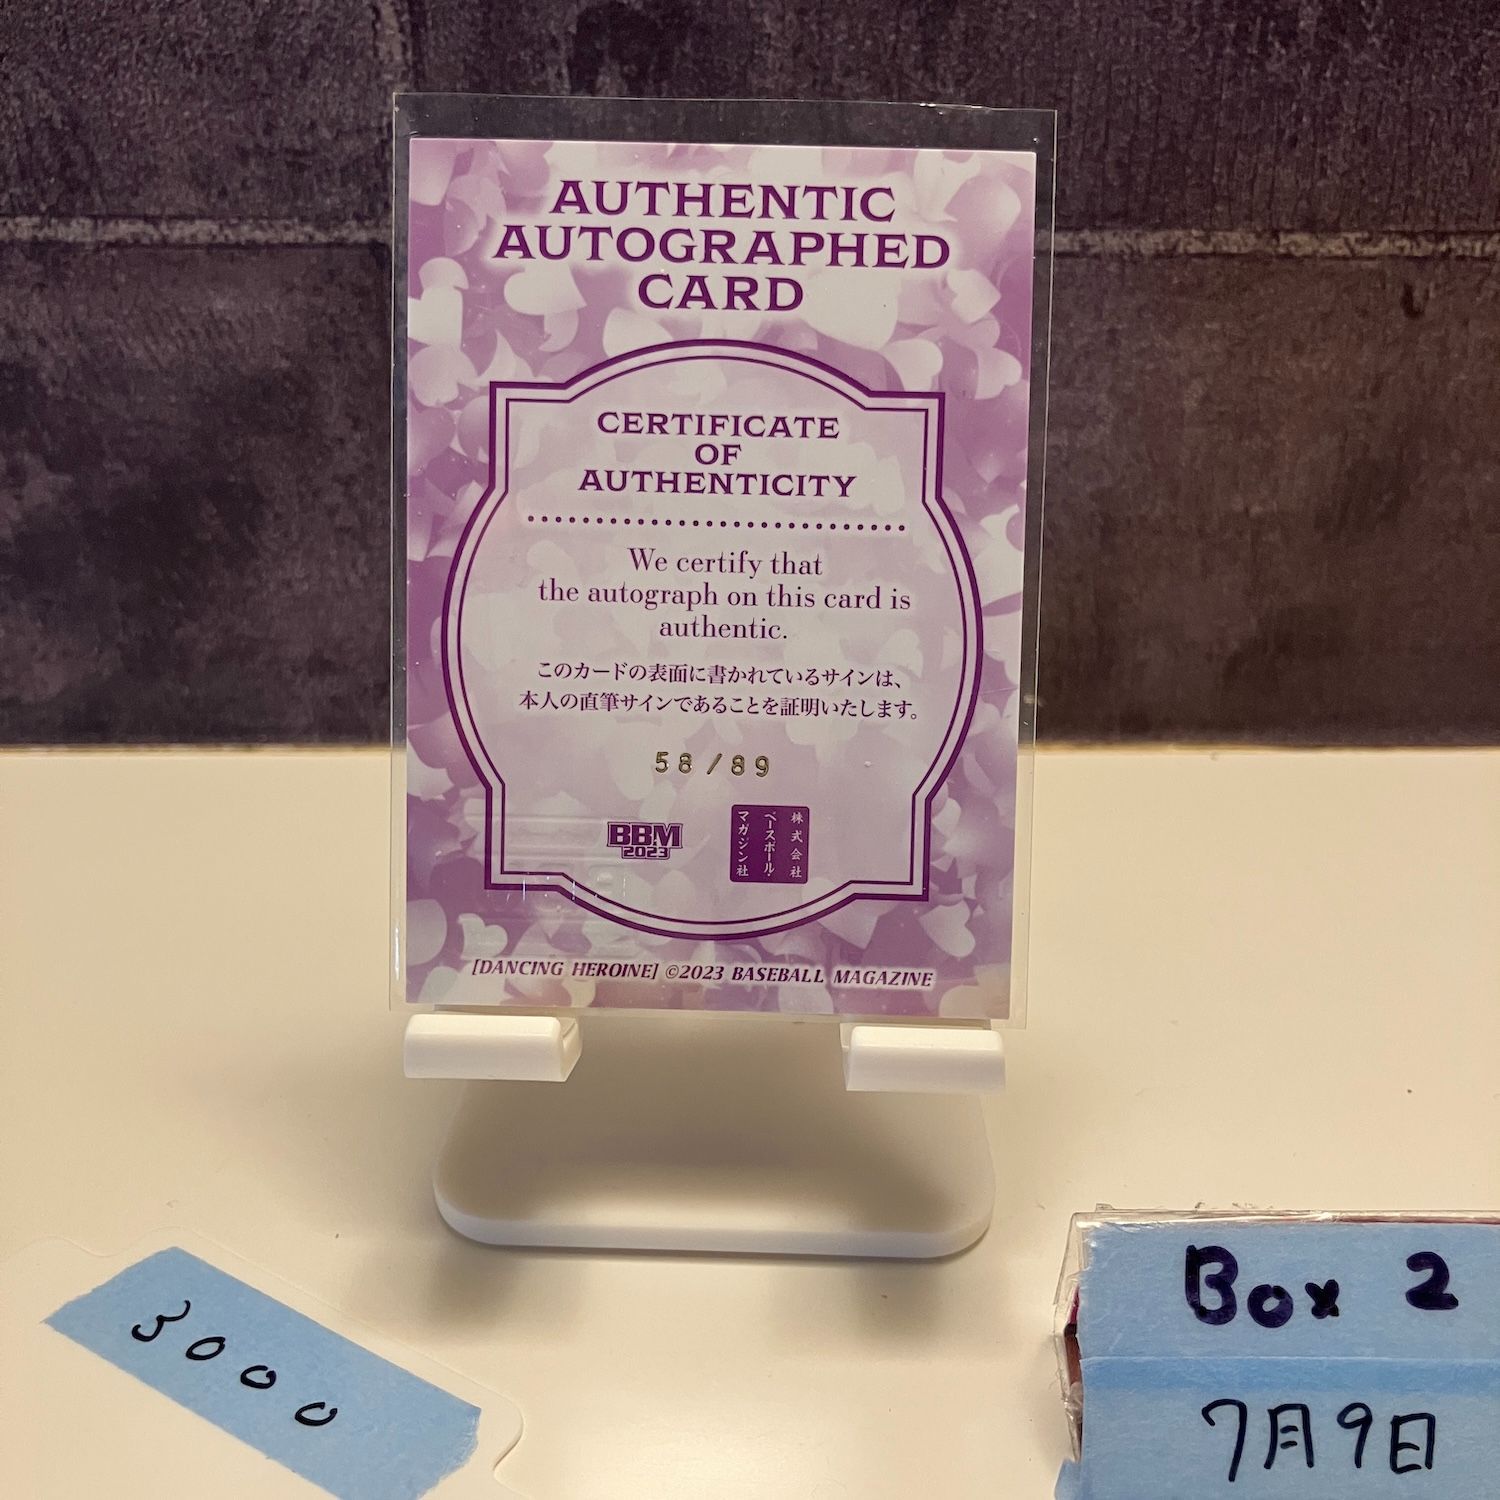 AUTHENTIC
AUTOGRAPHED
CARD
CERTIFICATE
OF
AUTHENTICITY
We certify that
the autograph on this card is
authentic.
このカードの表面に書かれているサインは、
本人の直筆サインであることを証明いたします。
58/89
BBM
2023
株式会社
ベースボール・
マガジン社
[DANCING HEROINE] ©2023 BASEBALL MAGAZINE
3000
Box 2
7月9日